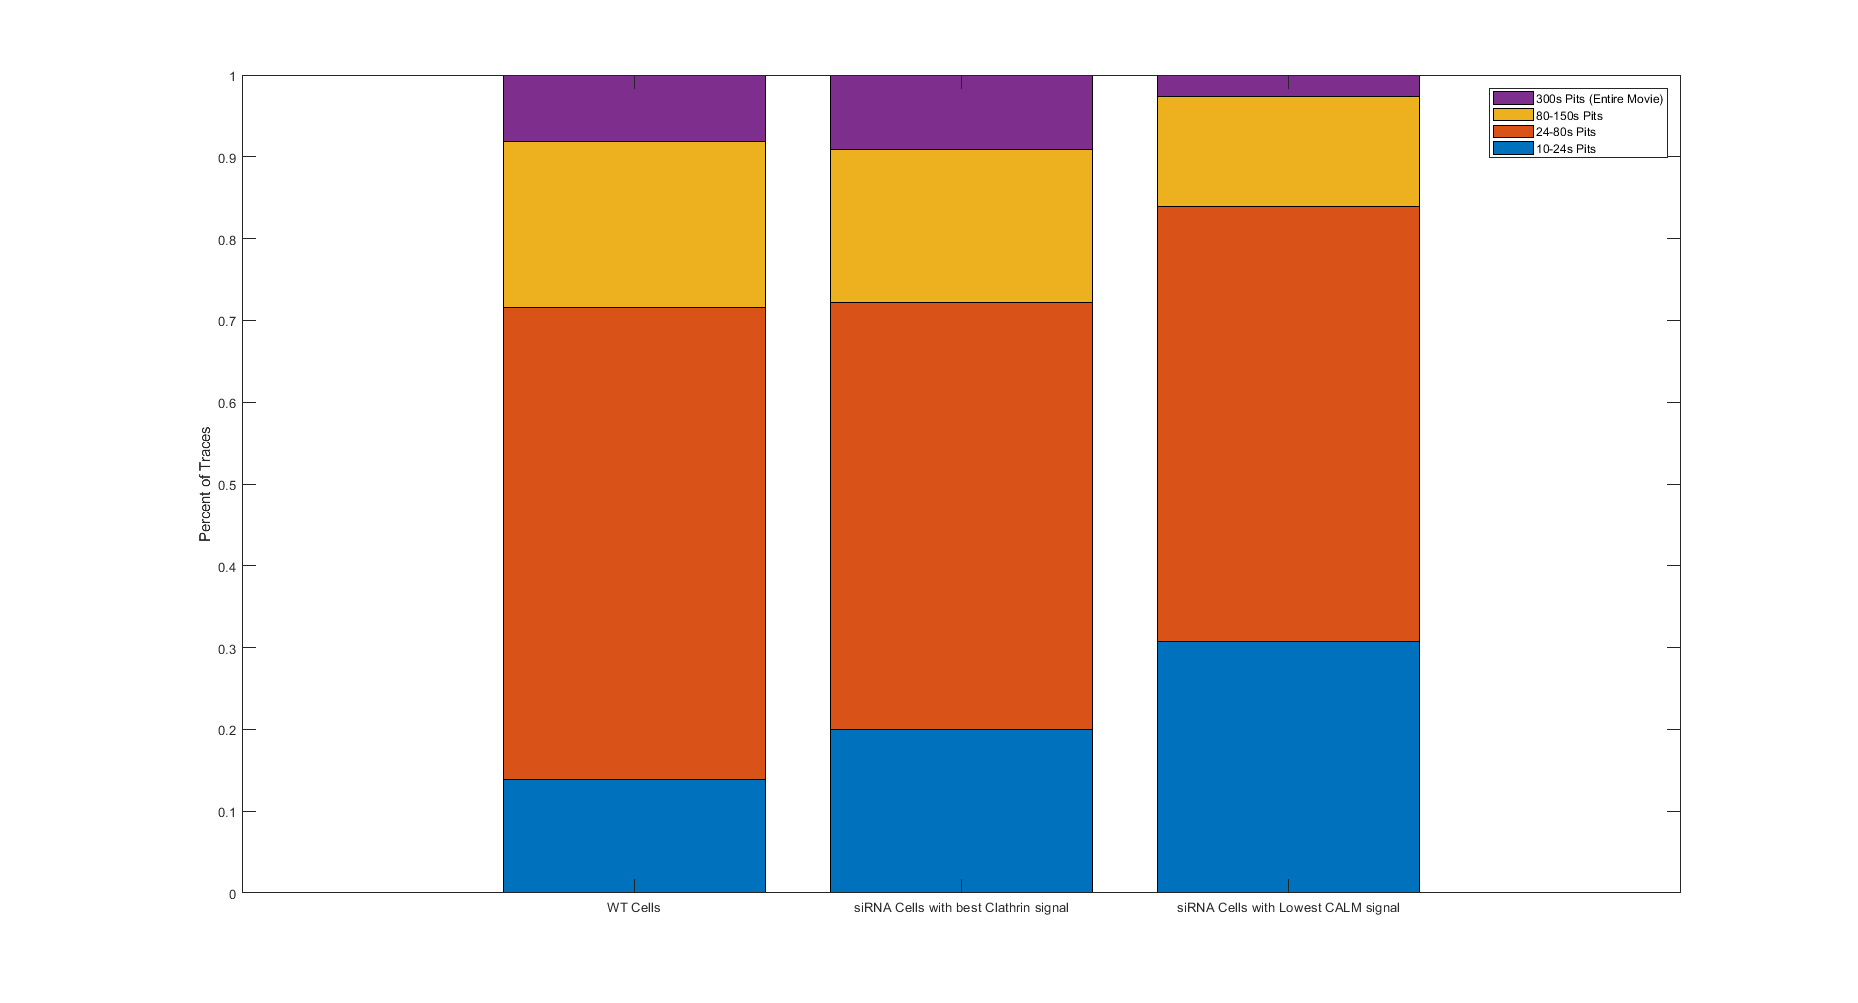 1
0.9
0.8
0.7
0.6
0.5
0.4
0.3
0.2
0.1
0
Percent of Traces
WT Cells
siRNA Cells with best Clathrin signal
siRNA Cells with Lowest CALM signal
300s Pits (Entire Movie)
80-150s Pits
24-80s Pits
10-24s Pits